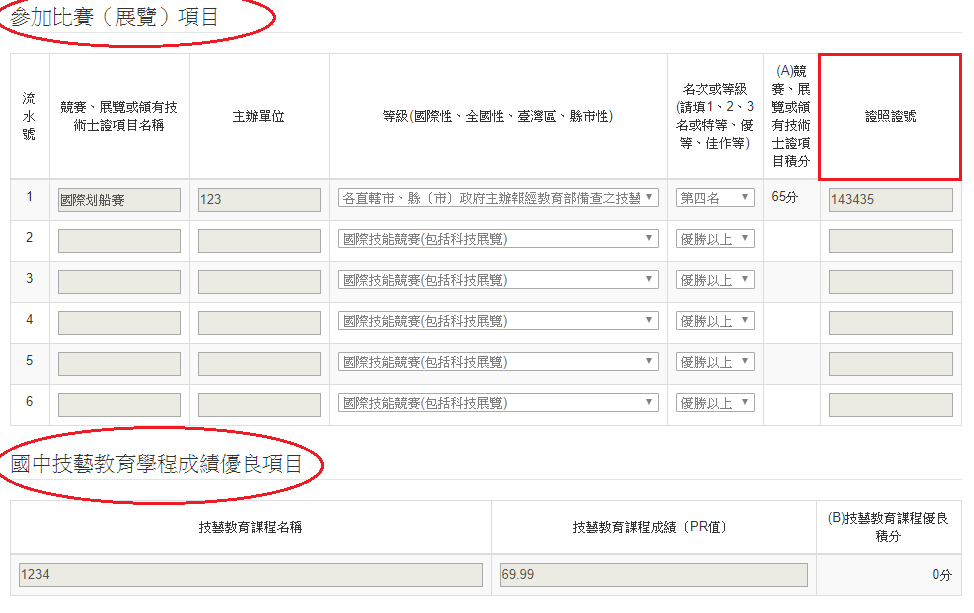 參加比賽（展覽）項目
流
水
號
競賽、展覽或領有技
術士證項目名稱
主辦單位
等級(國際性、全國性、臺灣區、縣市性)
名次或等級
(請填1、2、3
名或特等、優
等、佳作等)
(A)競
賽、展
覽或領
有技術
士證項
目積分
證照證號
1 國際划船賽 123 各直轄市、縣〔市〕政府主辦報經教育部備查之技藝 第四名 65分 143435
2 國際技能競賽(包括科技展覽) 優勝以上
3 國際技能競賽(包括科技展覽) 優勝以上
4 國際技能競賽(包括科技展覽) 優勝以上
5 國際技能競賽(包括科技展覽) 優勝以上
6 國際技能競賽(包括科技展覽) 優勝以上
國中技藝教育學程成績優良項目
技藝教育課程名稱
技藝教育課程成績〔PR值〕
(B)技藝教育課程優良
積分
1234 69.99 0分